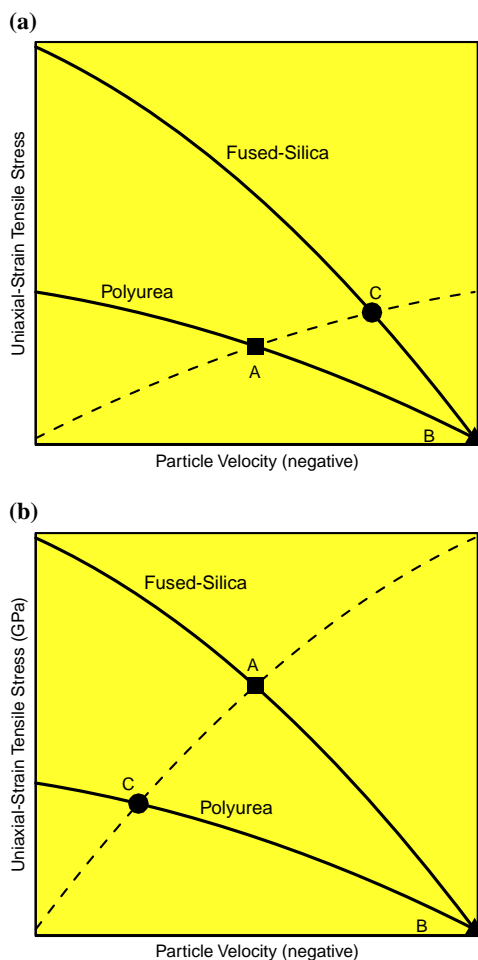 (a)
Uniaxial-Strain Tensile Stress
Fused-Silica
Polyurea
C
A
B
Particle Velocity (negative)
(b)
Uniaxial-Strain Tensile Stress (GPa)
Fused-Silica
A
C
Polyurea
B
Particle Velocity (negative)